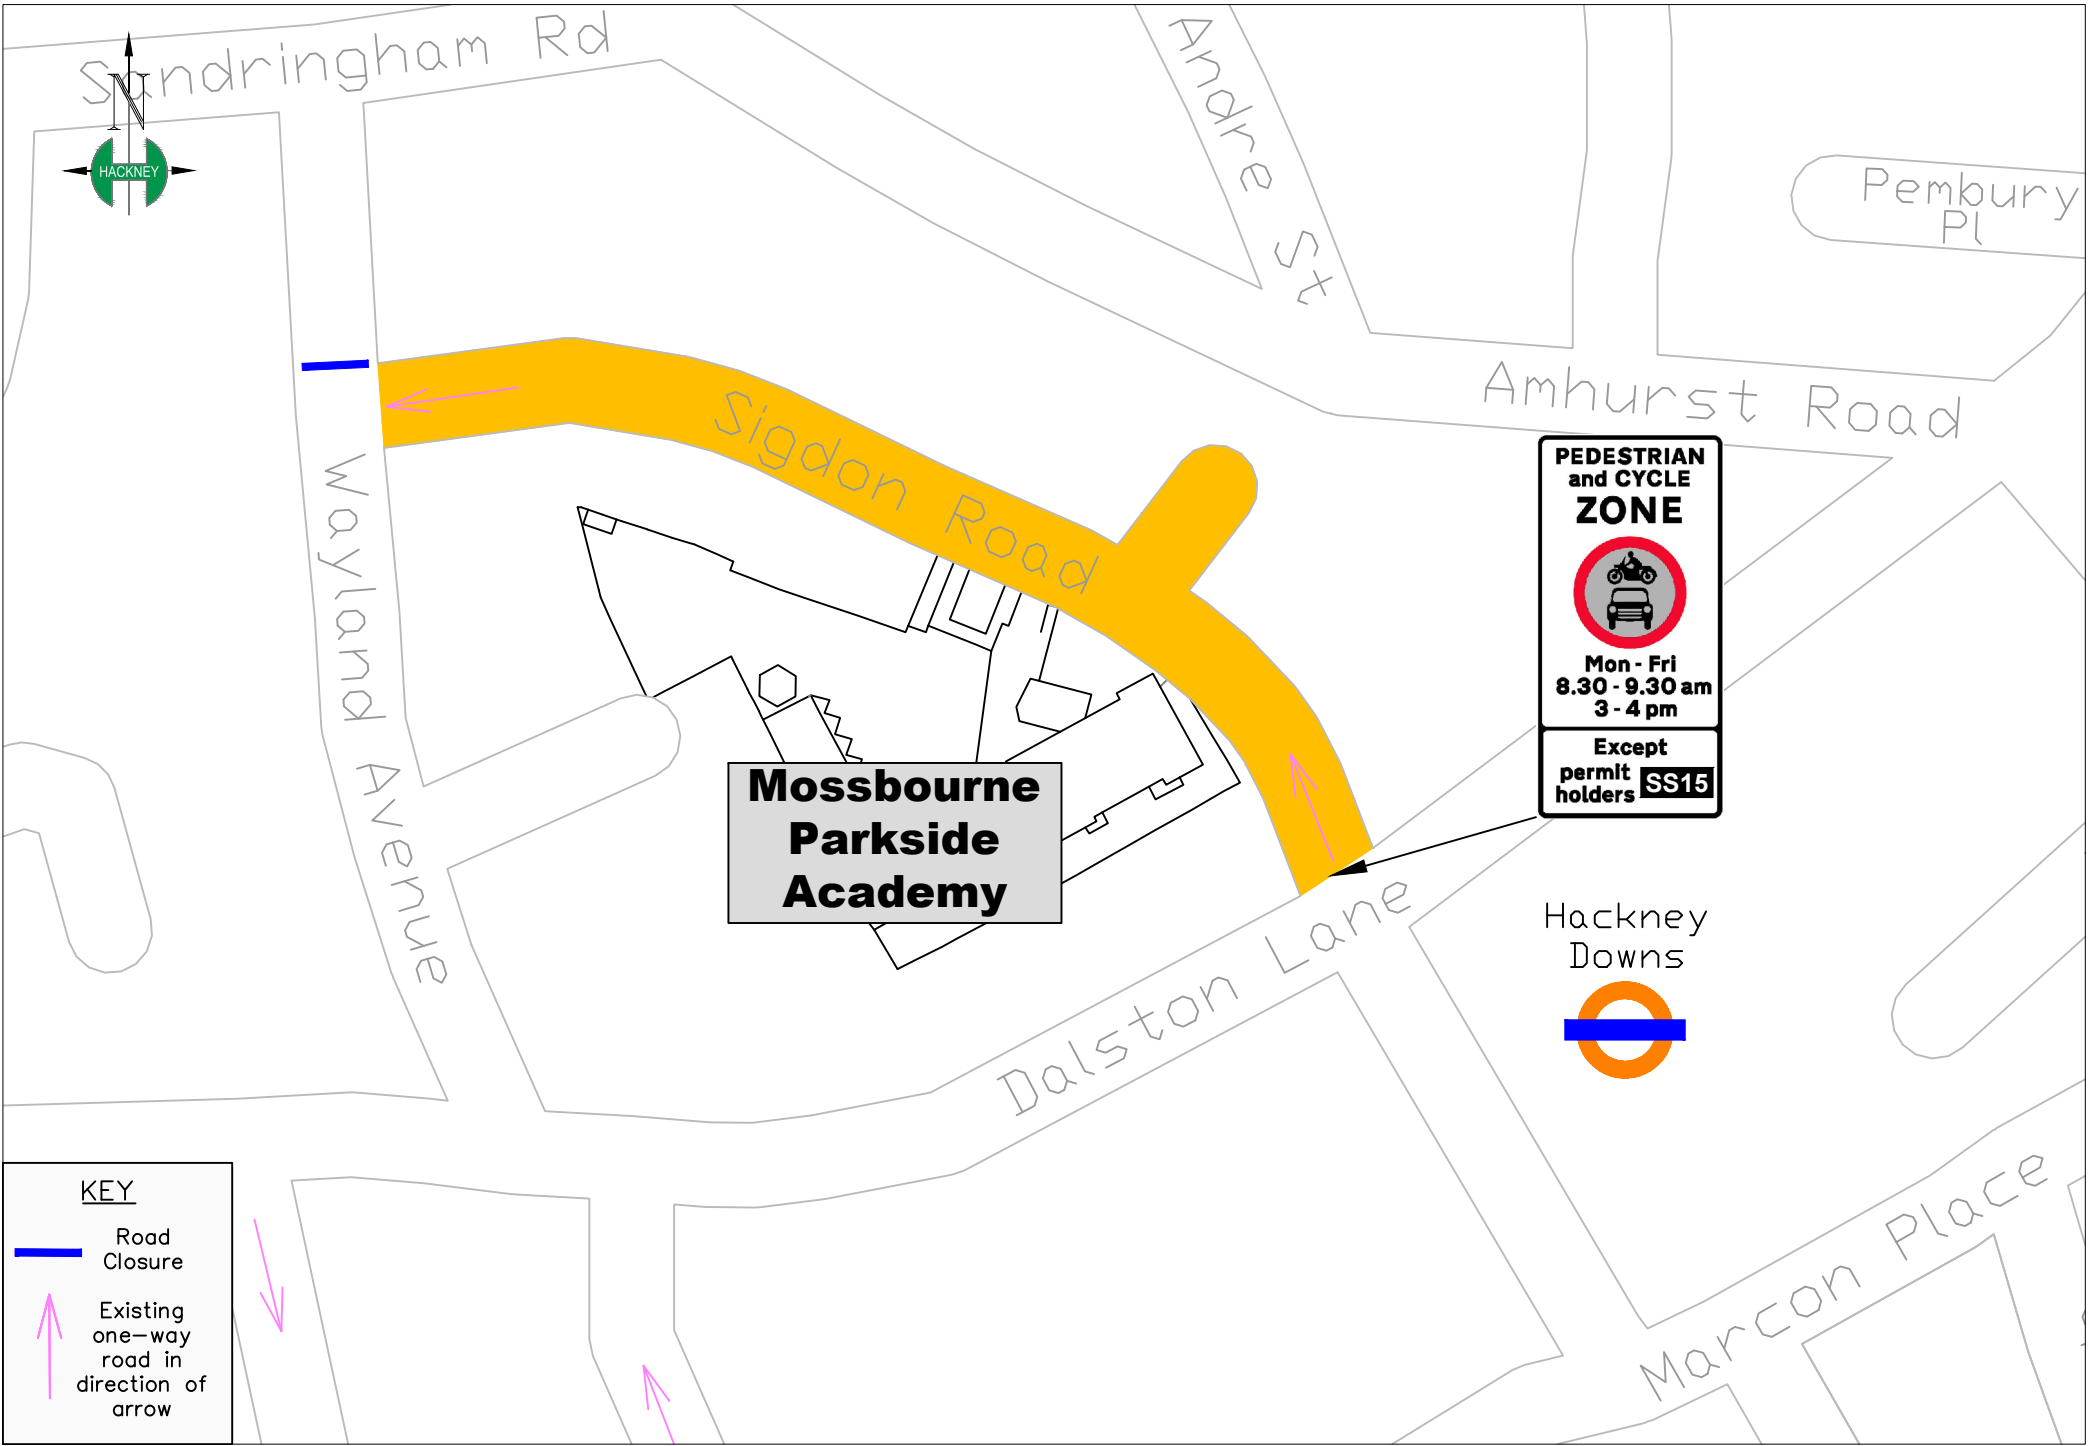 Sandringham Rd
N
HACKNEY
Andre St
Pembury
Pl
Amhurst Road
Sigdon Road
Wayland Avenue
PEDESTRIAN
and CYCLE
ZONE
Mon - Fri
8.30 - 9.30 am
3 - 4 pm
Except
permit
holders SS15
Mossbourne
Parkside
Academy
Dalston Lane
Hackney
Downs
Marcon Place
KEY
Road
Closure
Existing
one-way
road in
direction of
arrow